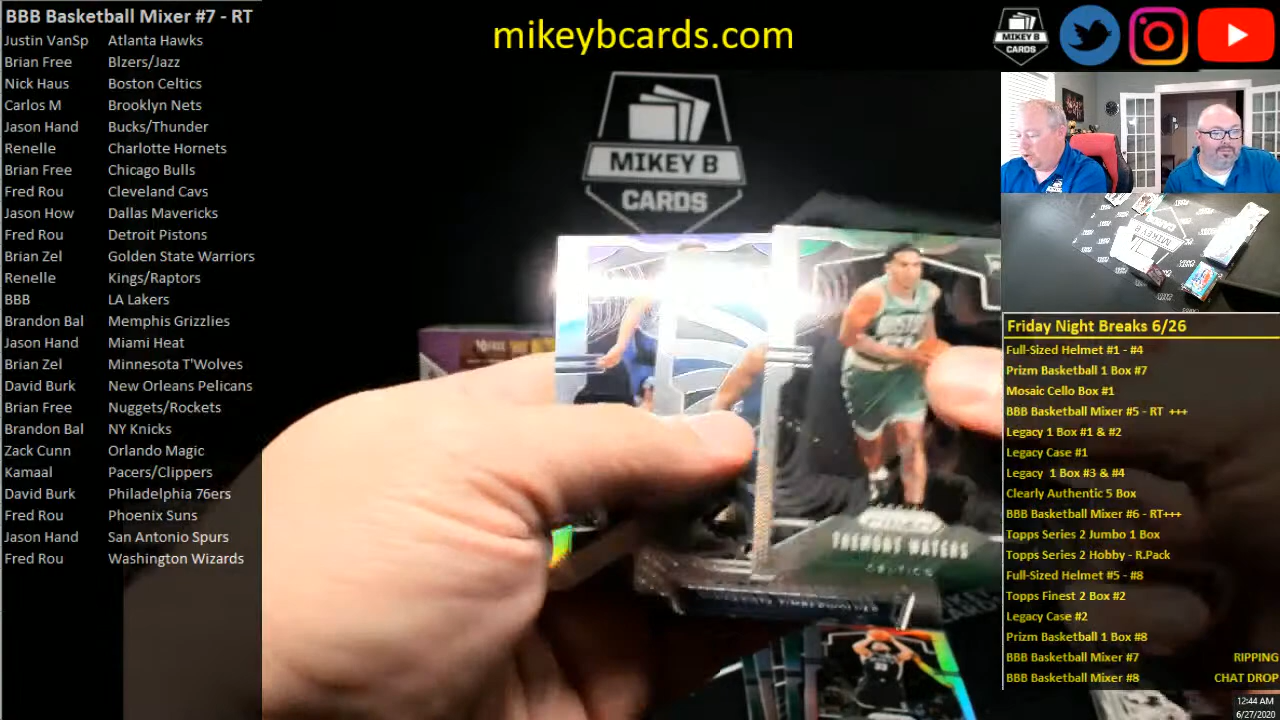 BBB Basketball Mixer #7 - RT
Justin VanSp Atlanta Hawks
Brian Free Blzers/Jazz
Nick Haus Boston Celtics
Carlos M Brooklyn Nets
Jason Hand Bucks/Thunder
Renelle Charlotte Hornets
Brian Free Chicago Bulls
Fred Rou Cleveland Cavs
Jason How Dallas Mavericks
Fred Rou Detroit Pistons
Brian Zel Golden State Warriors
Renelle Kings/Raptors
BBB LA Lakers
Brandon Bal Memphis Grizzlies
Jason Hand Miami Heat
Brian Zel Minnesota T'Wolves
David Burk New Orleans Pelicans
Brian Free Nuggets/Rockets
Brandon Bal NY Knicks
Zack Cunn Orlando Magic
Kamaal Pacers/Clippers
David Burk Philadelphia 76ers
Fred Rou Phoenix Suns
Jason Hand San Antonio Spurs
Fred Rou Washington Wizards
mikeybcards.com
MIKEY B
CARDS
PRIZM
TREMONT WATERS
CELTICS
MIKEY B
CARDS
MIKEY B
Friday Night Breaks 6/26
Full-Sized Helmet #1 - #4
Prizm Basketball 1 Box #7
Mosaic Cello Box #1
BBB Basketball Mixer #5 - RT +++
Legacy 1 Box #1 & #2
Legacy Case #1
Legacy 1 Box #3 & #4
Clearly Authentic 5 Box
BBB Basketball Mixer #6 - RT+++
Topps Series 2 Jumbo 1 Box
Topps Series 2 Hobby - R.Pack
Full-Sized Helmet #5 - #8
Topps Finest 2 Box #2
Legacy Case #2
Prizm Basketball 1 Box #8
BBB Basketball Mixer #7 RIPPING
BBB Basketball Mixer #8 CHAT DROP
12:44 AM
6/27/2020